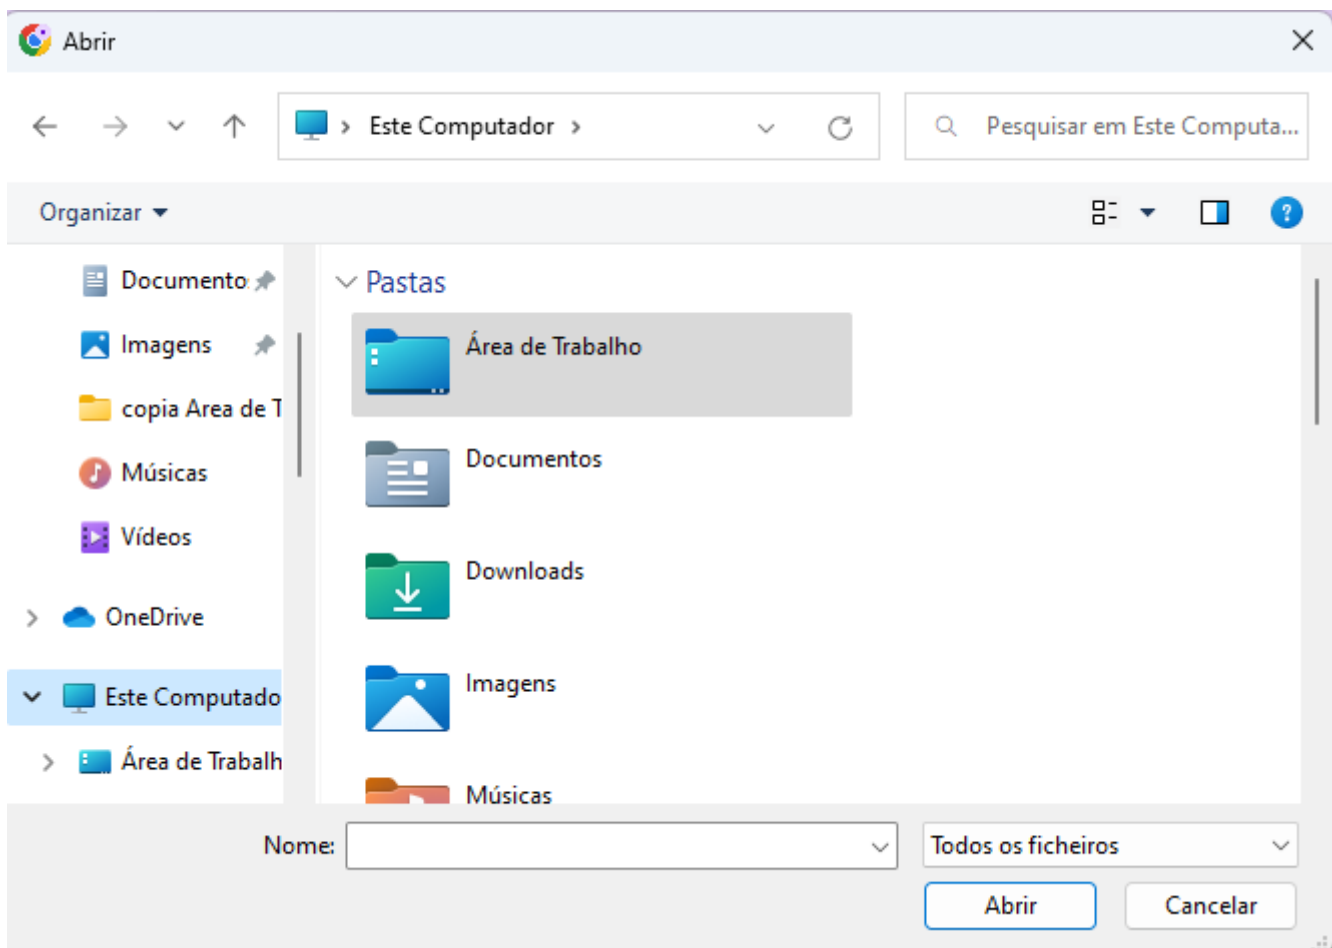 Abrir
Este Computador
Pesquisar em Este Computa...
Organizar
Documento
Imagens
copia Area de T
Músicas
Vídeos
OneDrive
Este Computado
Área de Trabalh
Pastas
Área de Trabalho
Documentos
Downloads
Imagens
Músicas
Nome:
Todos os ficheiros
Abrir
Cancelar